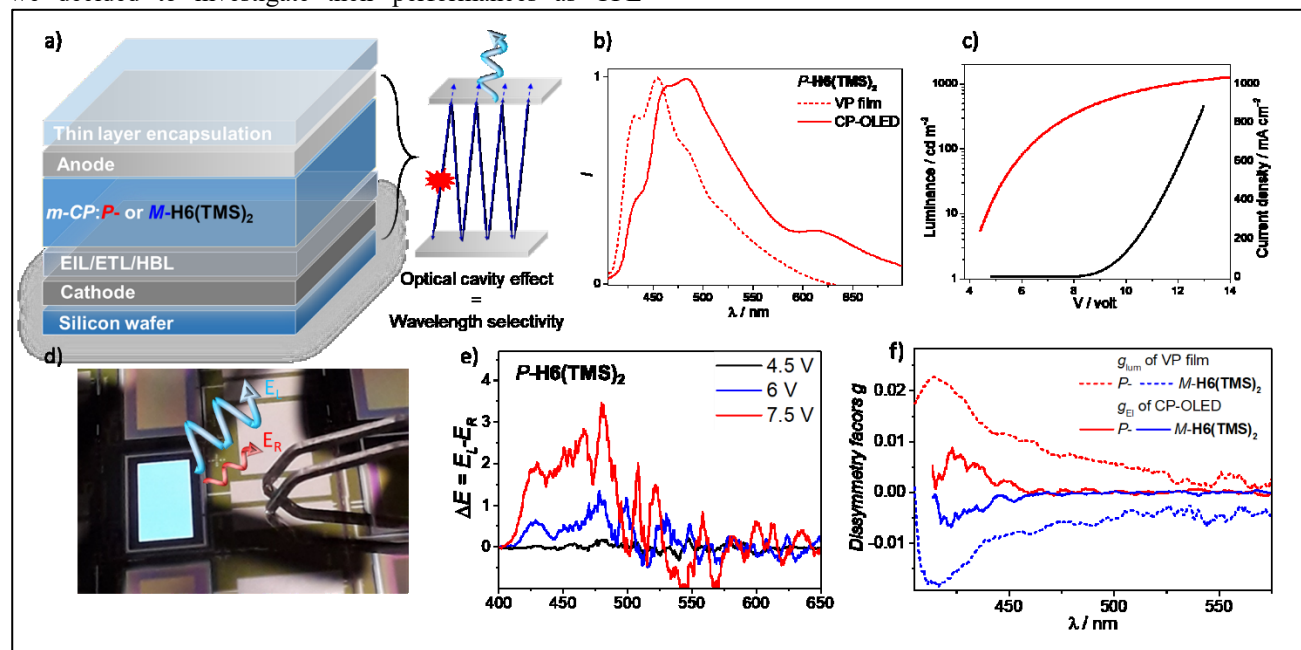 we decided to investigate their performances as CPL
a)
Thin layer encapsulation
Anode
m-CP:P- or M-H6(TMS)2
EIL/ETL/HBL
Cathode
Silicon wafer
Optical cavity effect
=
Wavelength selectivity
b)
P-H6(TMS)2
VP film
CP-OLED
I
1
0
450 500 550 600 650
λ / nm
c)
Luminance / cd m-2
1000
100
10
1
Current density / mA cm-2
1000
800
600
400
200
0
4 6 8 10 12 14
V / volt
d)
EL
ER
e)
P-H6(TMS)2
4.5 V
6 V
7.5 V
ΔE = EL-ER
4
3
2
1
0
400 450 500 550 600 650
λ / nm
f)
glum of VP film
P- M-H6(TMS)2
gEl of CP-OLED
P- M-H6(TMS)2
Dissymmetry facors g
0.02
0.01
0.00
-0.01
450 500 550
λ / nm